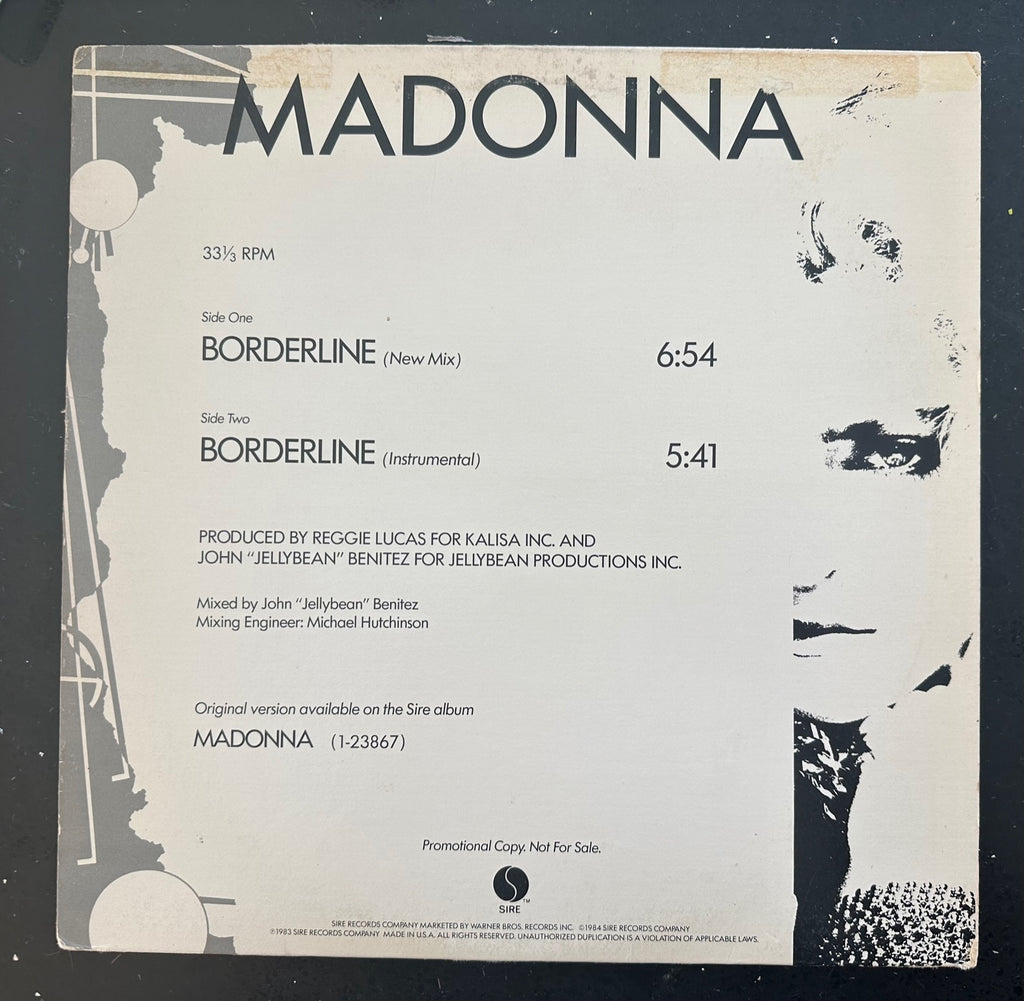 MADONNA
33⅓ RPM
Side One
BORDERLINE (New Mix) 6:54
Side Two
BORDERLINE (Instrumental) 5:41
PRODUCED BY REGGIE LUCAS FOR KALISA INC. AND
JOHN “JELLYBEAN” BENITEZ FOR JELLYBEAN PRODUCTIONS INC.
Mixed by John “Jellybean” Benitez
Mixing Engineer: Michael Hutchinson
Original version available on the Sire album
MADONNA (1-23867)
Promotional Copy. Not For Sale.
SIRE™
SIRE RECORDS COMPANY MARKETED BY WARNER BROS. RECORDS INC. ©1984 SIRE RECORDS COMPANY
℗1983 SIRE RECORDS COMPANY MADE IN U.S.A. ALL RIGHTS RESERVED. UNAUTHORIZED DUPLICATION IS A VIOLATION OF APPLICABLE LAWS.